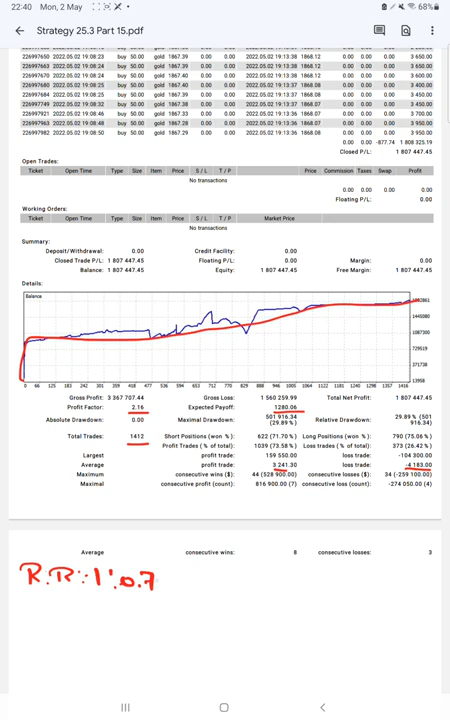 22:40 Mon, 2 May 68%
Strategy 25.3 Part 15.pdf
226997650 2022.05.02 19:08:23 buy 50.00 gold 1867.39 0.00 0.00 2022.05.02 19:13:38 1868.12 0.00 0.00 0.00 3 650.00
226997663 2022.05.02 19:08:24 buy 50.00 gold 1867.39 0.00 0.00 2022.05.02 19:13:38 1868.12 0.00 0.00 0.00 3 650.00
226997670 2022.05.02 19:08:24 buy 50.00 gold 1867.40 0.00 0.00 2022.05.02 19:13:38 1868.12 0.00 0.00 0.00 3 600.00
226997680 2022.05.02 19:08:25 buy 50.00 gold 1867.40 0.00 0.00 2022.05.02 19:13:37 1868.08 0.00 0.00 0.00 3 400.00
226997684 2022.05.02 19:08:25 buy 50.00 gold 1867.39 0.00 0.00 2022.05.02 19:13:37 1868.08 0.00 0.00 0.00 3 450.00
226997749 2022.05.02 19:08:32 buy 50.00 gold 1867.38 0.00 0.00 2022.05.02 19:13:36 1868.07 0.00 0.00 0.00 3 450.00
226997921 2022.05.02 19:08:46 buy 50.00 gold 1867.33 0.00 0.00 2022.05.02 19:13:36 1868.07 0.00 0.00 0.00 3 700.00
226997963 2022.05.02 19:08:48 buy 50.00 gold 1867.28 0.00 0.00 2022.05.02 19:13:36 1868.07 0.00 0.00 0.00 3 950.00
226997982 2022.05.02 19:08:50 buy 50.00 gold 1867.29 0.00 0.00 2022.05.02 19:13:36 1868.08 0.00 0.00 0.00 3 950.00
0.00 0.00 -877.74 1 808 325.19
Closed P/L: 1 807 447.45
Open Trades:
Ticket Open Time Type Size Item Price S / L T / P Price Commission Taxes Swap Profit
No transactions
0.00 0.00 0.00 0.00
Floating P/L: 0.00
Working Orders:
Ticket Open Time Type Size Item Price S / L T / P Market Price
No transactions
Summary:
Deposit/Withdrawal: 0.00 Credit Facility: 0.00
Closed Trade P/L: 1 807 447.45 Floating P/L: 0.00 Margin: 0.00
Balance: 1 807 447.45 Equity: 1 807 447.45 Free Margin: 1 807 447.45
Details:
Balance
1445080
1087300
729519
371738
13958
0 66 125 183 242 301 359 418 477 536 594 653 712 770 829 888 946 1005 1064 1122 1181 1240 1298 1357 1416
Gross Profit: 3 367 707.44 Gross Loss: 1 560 259.99 Total Net Profit: 1 807 447.45
Profit Factor: 2.16 Expected Payoff: 1280.06
Absolute Drawdown: 0.00 Maximal Drawdown: 501 916.34 (29.89 %) Relative Drawdown: 29.89 % (501 916.34)
Total Trades: 1412 Short Positions (won %): 622 (71.70 %) Long Positions (won %): 790 (75.06 %)
Profit Trades (% of total): 1039 (73.58 %) Loss trades (% of total): 373 (26.42 %)
Largest profit trade: 159 550.00 loss trade: -104 300.00
Average profit trade: 3 241.30 loss trade: -4 183.00
Maximum consecutive wins ($): 44 (528 900.00) consecutive losses ($): 34 (-259 100.00)
Maximal consecutive profit (count): 816 900.00 (7) consecutive loss (count): -274 050.00 (4)
Average consecutive wins: 8 consecutive losses: 3
R.R::1:0.7